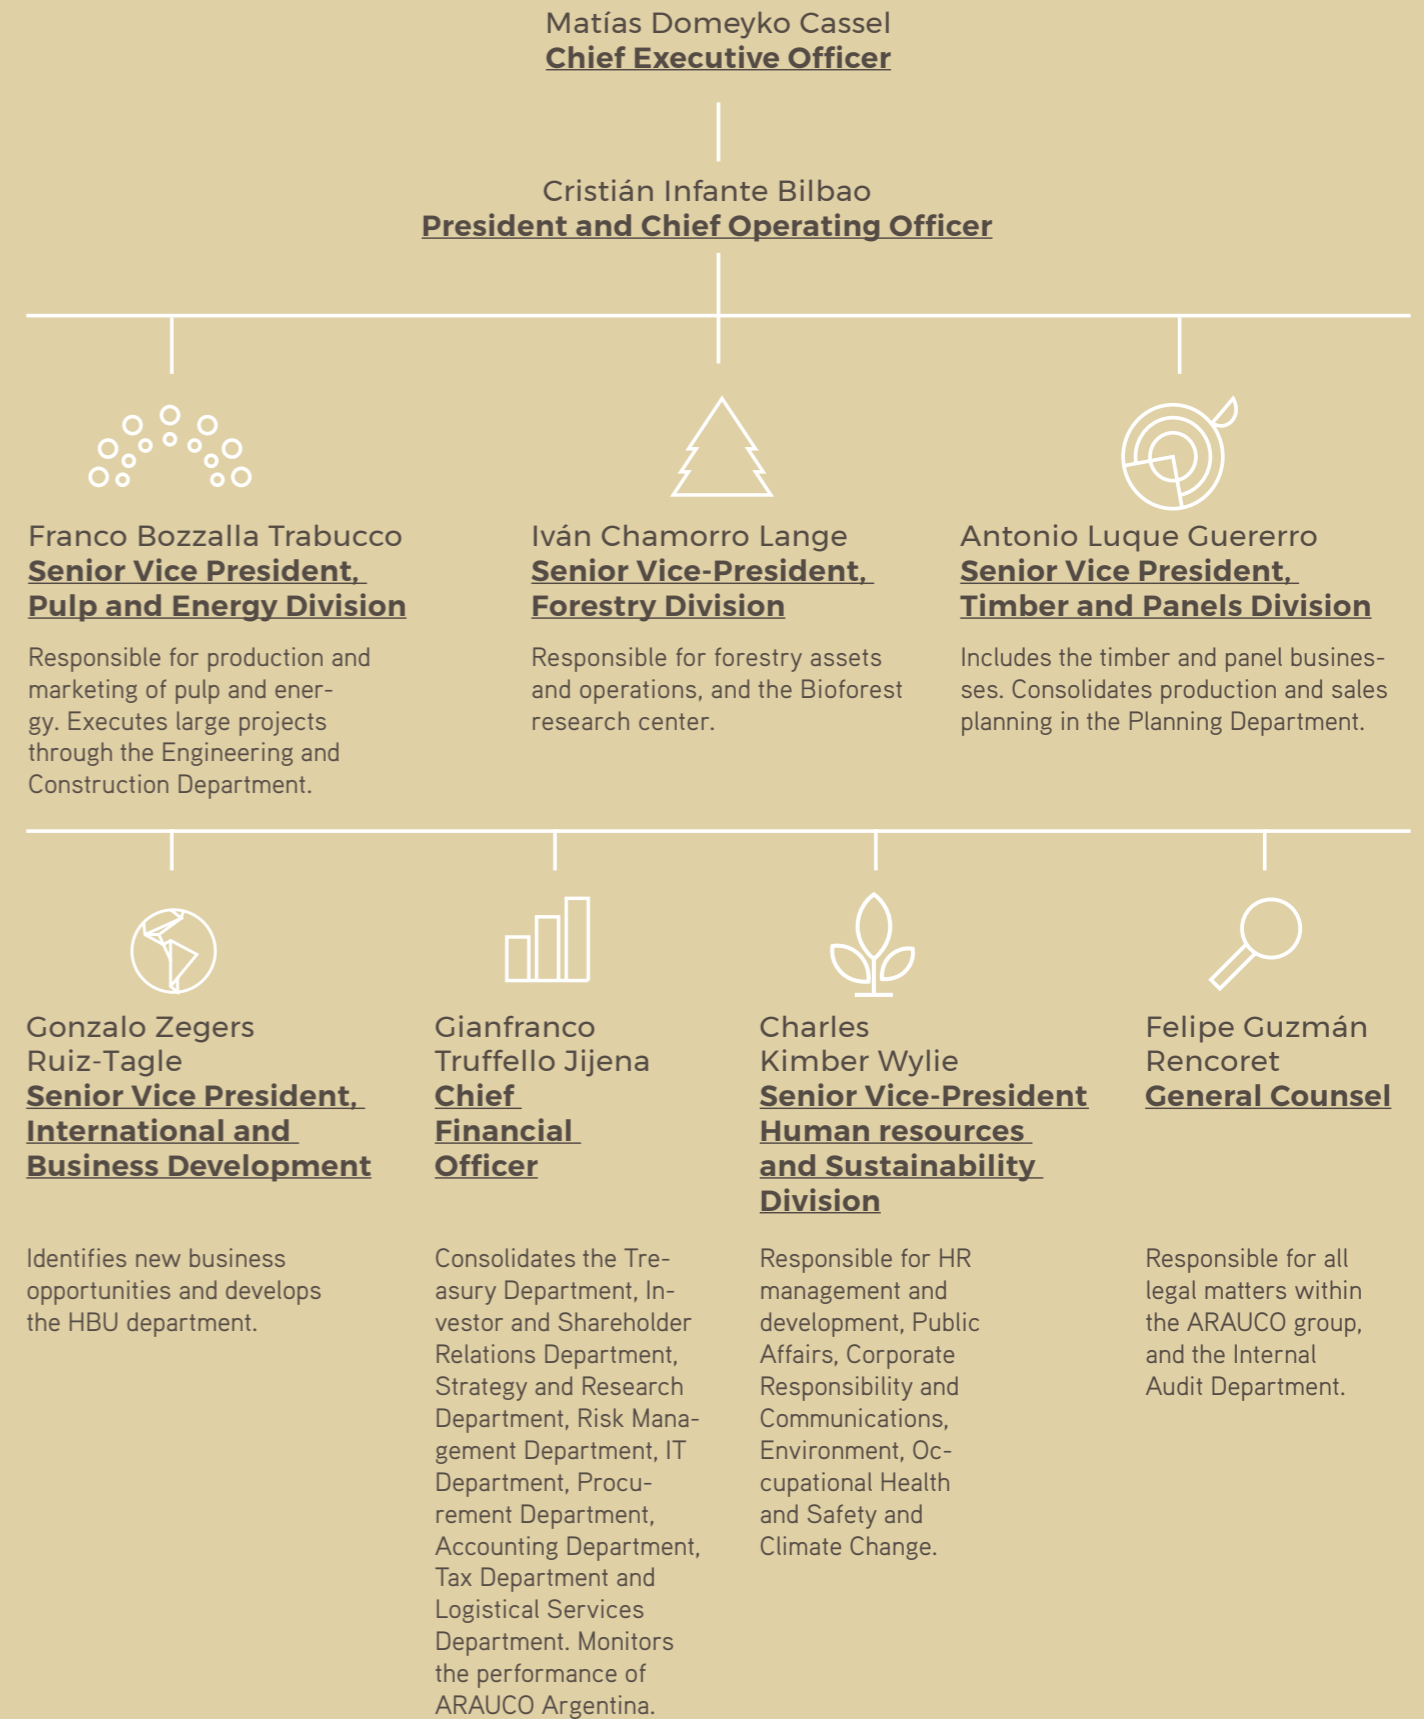 Matías Domeyko Cassel
Chief Executive Officer
Cristián Infante Bilbao
President and Chief Operating Officer
Franco Bozzalla Trabucco
Senior Vice President,
Pulp and Energy Division
Responsible for production and
marketing of pulp and ener-
gy. Executes large projects
through the Engineering and
Construction Department.
Iván Chamorro Lange
Senior Vice-President,
Forestry Division
Responsible for forestry assets
and operations, and the Bioforest
research center.
Antonio Luque Guererro
Senior Vice President,
Timber and Panels Division
Includes the timber and panel busines-
ses. Consolidates production and sales
planning in the Planning Department.
Gonzalo Zegers
Ruiz-Tagle
Senior Vice President,
International and
Business Development
Identifies new business
opportunities and develops
the HBU department.
Gianfranco
Truffello Jijena
Chief
Financial
Officer
Consolidates the Tre-
asury Department, In-
vestor and Shareholder
Relations Department,
Strategy and Research
Department, Risk Mana-
gement Department, IT
Department, Procu-
rement Department,
Accounting Department,
Tax Department and
Logistical Services
Department. Monitors
the performance of
ARAUCO Argentina.
Charles
Kimber Wylie
Senior Vice-President
Human resources
and Sustainability
Division
Responsible for HR
management and
development, Public
Affairs, Corporate
Responsibility and
Communications,
Environment, Oc-
cupational Health
and Safety and
Climate Change.
Felipe Guzmán
Rencoret
General Counsel
Responsible for all
legal matters within
the ARAUCO group,
and the Internal
Audit Department.